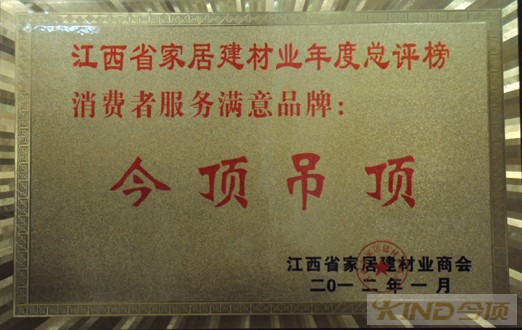 江西省家居建材业年度总评榜
消费者服务满意品牌：
今顶吊顶
江西省家居建材业商会
二0一二年一月
KIND今顶